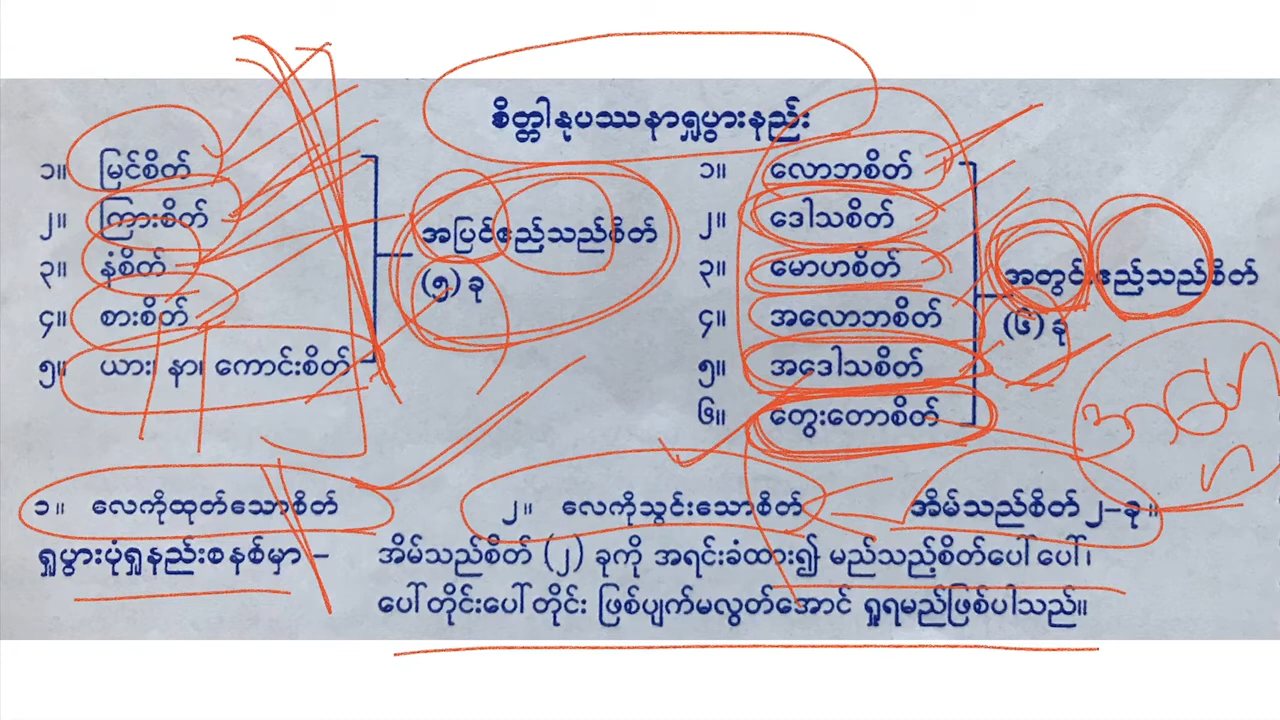 စိတ္တါနုပဿနာရှုပွားနည်း
၁။ မြင်စိတ်
၂။ ကြားစိတ်
၃။ နံစိတ်
၄။ စားစိတ်
၅။ ယား၊ နာ၊ ကောင်းစိတ်
အပြင်ဧည်သည်စိတ်
(၅) ခု
၁။ လောဘစိတ်
၂။ ဒေါသစိတ်
၃။ မောဟစိတ်
၄။ အလောဘစိတ်
၅။ အဒေါသစိတ်
၆။ တွေးတောစိတ်
အတွင်းဧည်သည်စိတ်
(၆) ခု
၁။ လေကိုထုတ်သောစိတ် ၂။ လေကိုသွင်းသောစိတ် အိမ်သည်စိတ် ၂–ခု ။
ရှုပွားပုံရှုနည်းစနစ်မှာ – အိမ်သည်စိတ် (၂) ခုကို အရင်းခံထား၍ မည်သည့်စိတ်ပေါ်ပေါ်၊
ပေါ်တိုင်းပေါ်တိုင်း ဖြစ်ပျက်မလွတ်အောင် ရှုရမည်ဖြစ်ပါသည်။